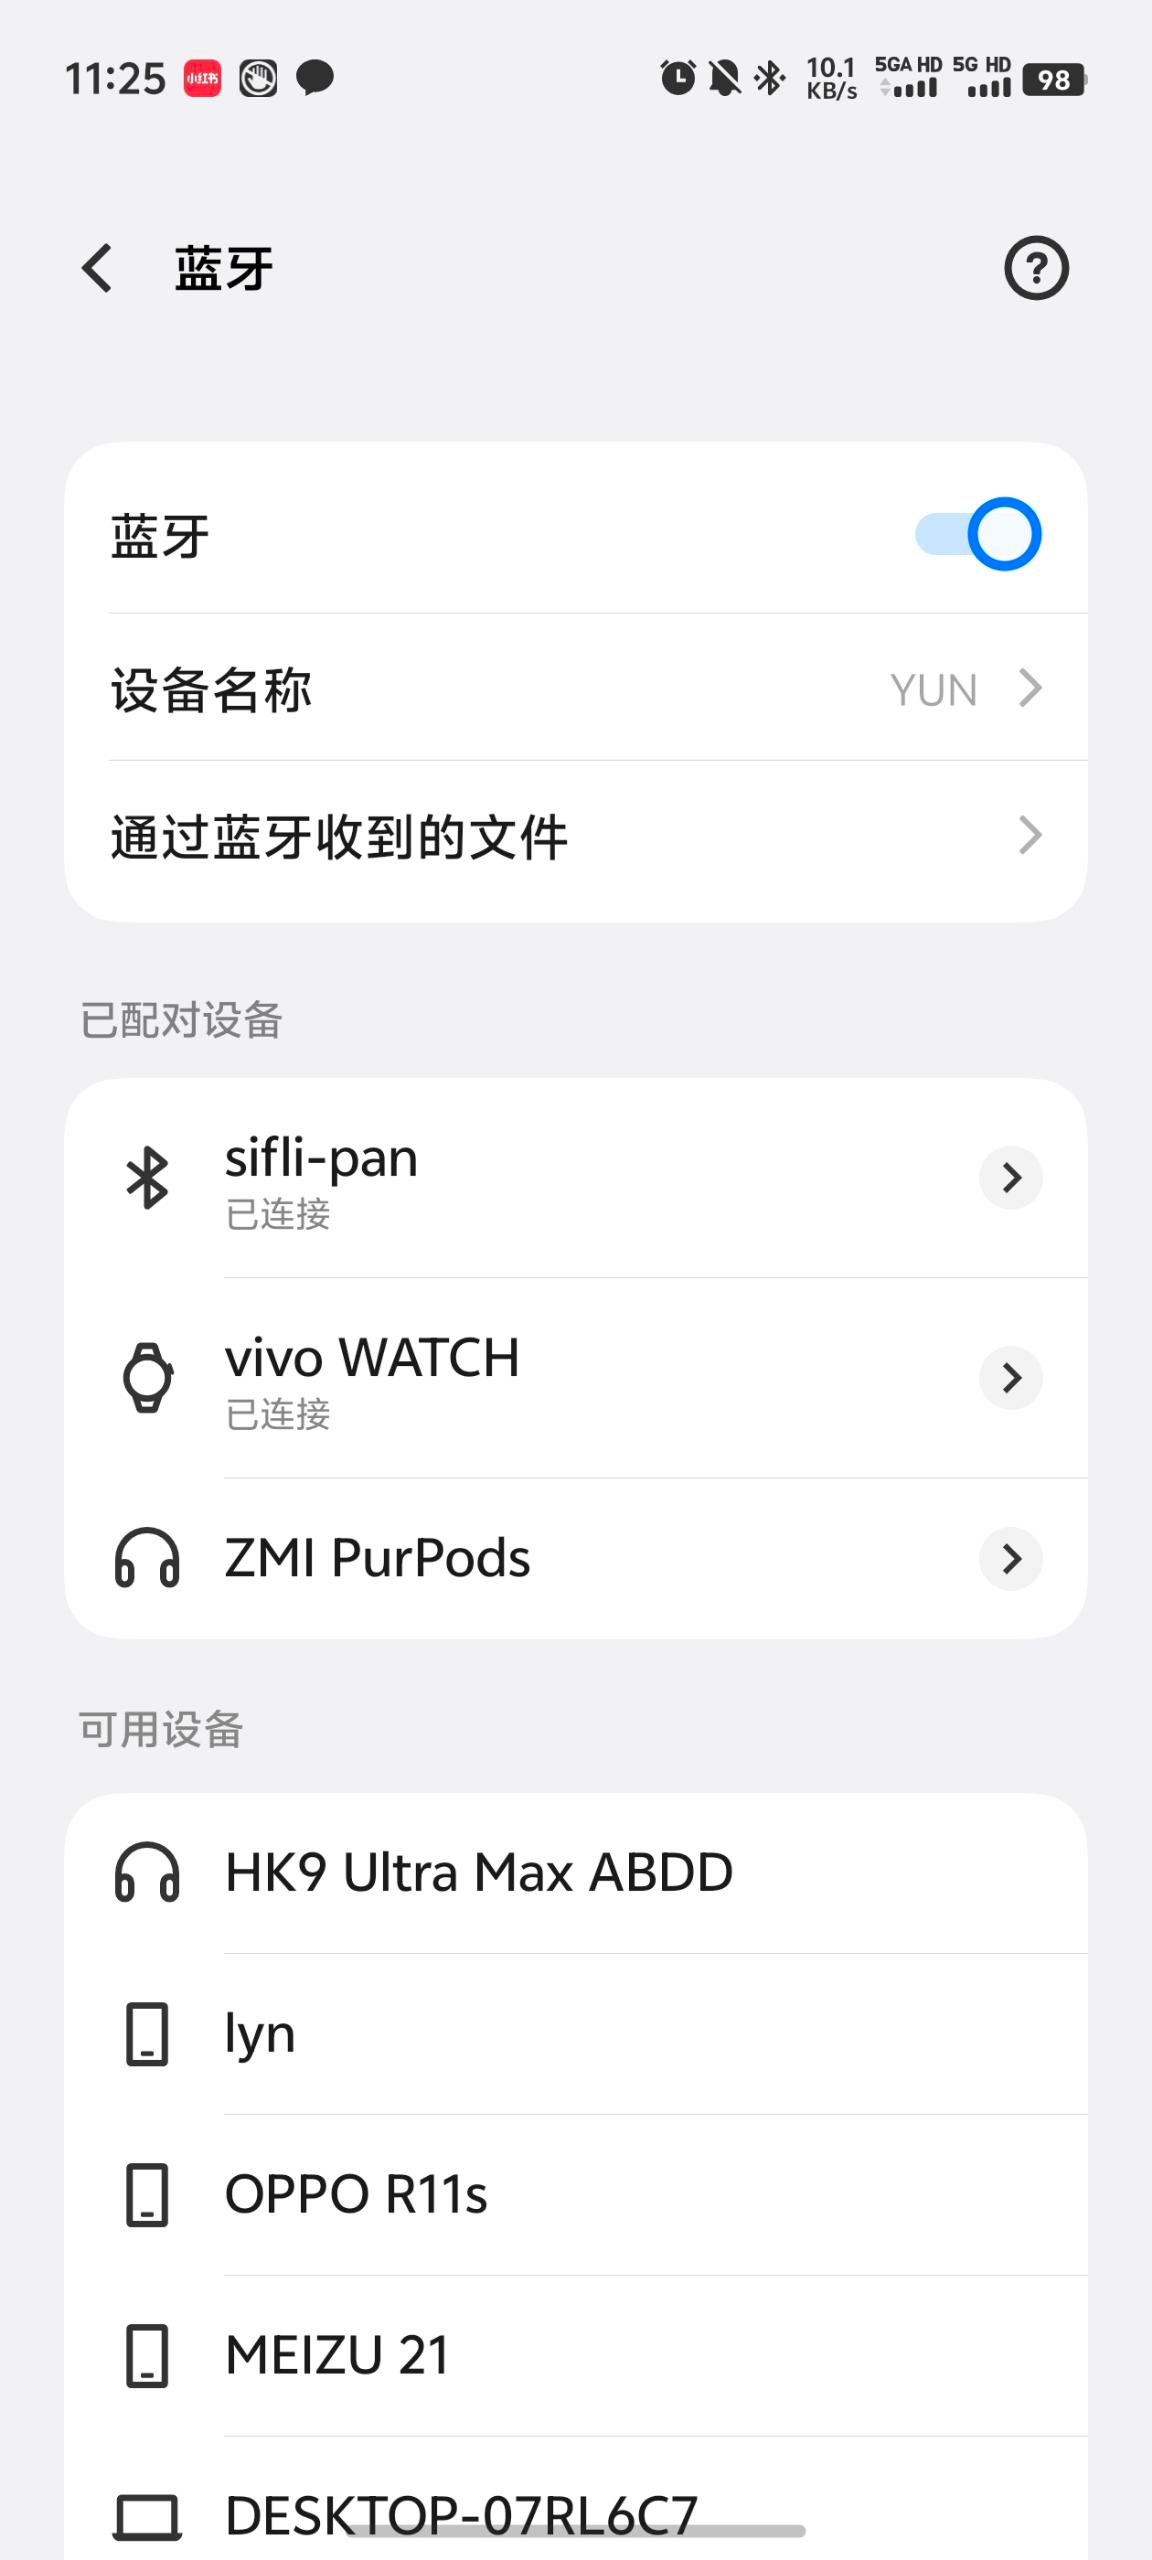 11:25 小红书 10.1 KB/s 5GA HD 5G HD 98
蓝牙
蓝牙
设备名称 YUN
通过蓝牙收到的文件
已配对设备
sifli-pan
已连接
vivo WATCH
已连接
ZMI PurPods
可用设备
HK9 Ultra Max ABDD
lyn
OPPO R11s
MEIZU 21
DESKTOP-07RL6C7